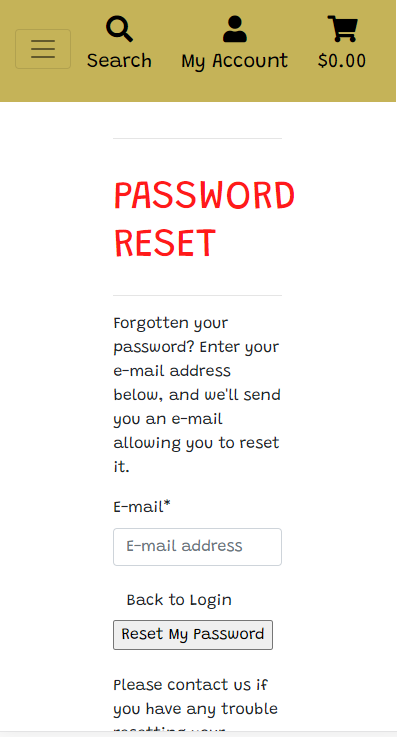 Search
My Account
$0.00
PASSWORD
RESET
Forgotten your
password? Enter your
e-mail address
below, and we'll send
you an e-mail
allowing you to reset
it.
E-mail*
E-mail address
Back to Login
Reset My Password
Please contact us if
you have any trouble
resetting your